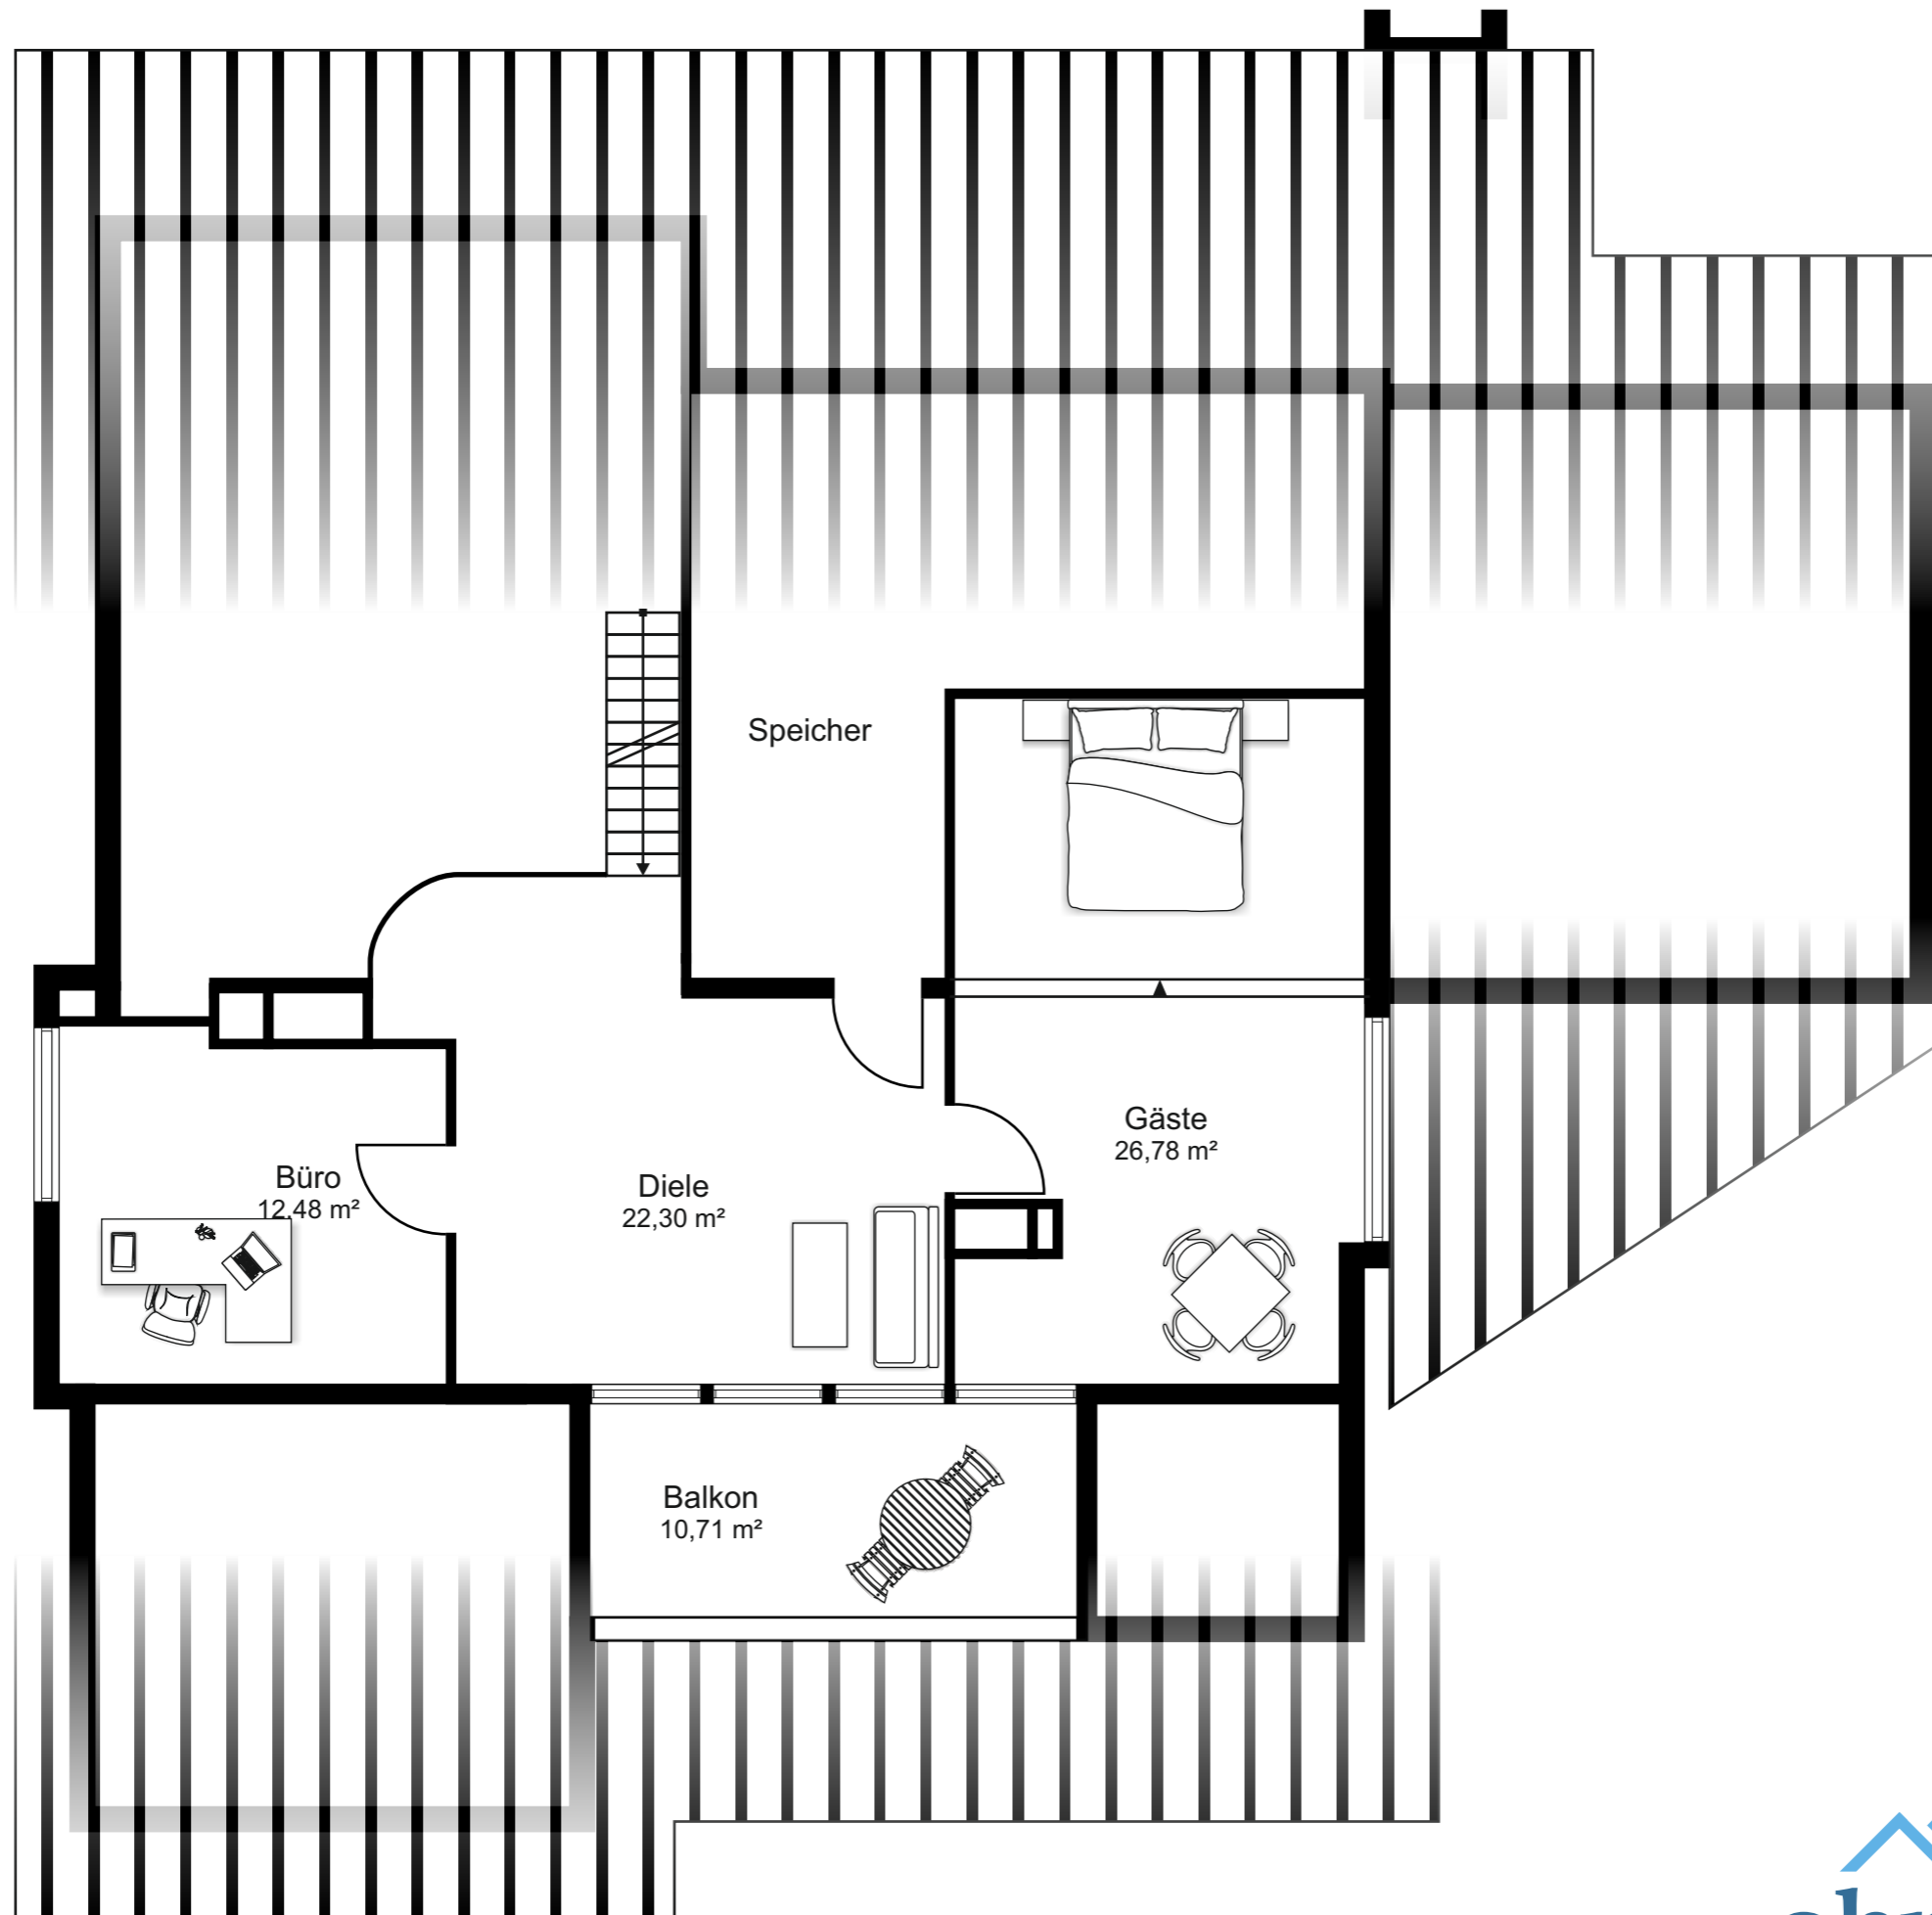 Speicher
Gäste
26,78 m²
Büro
12,48 m²
Diele
22,30 m²
Balkon
10,71 m²